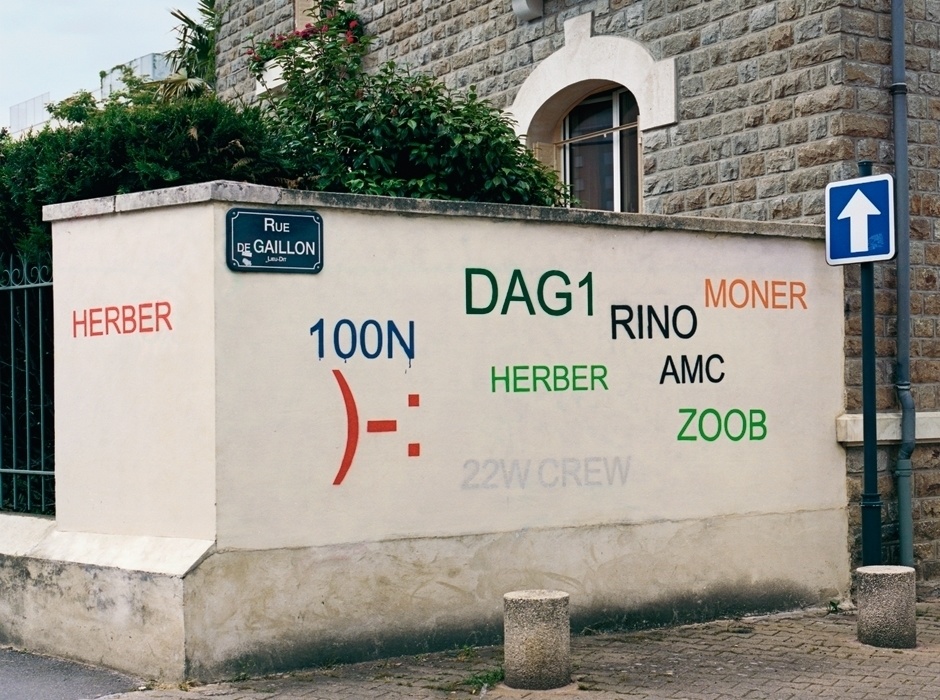 RUE
DE GAILLON
LIEU-DIT
HERBER
100N
)-:
DAG1
RINO
MONER
HERBER
AMC
ZOOB
22W CREW